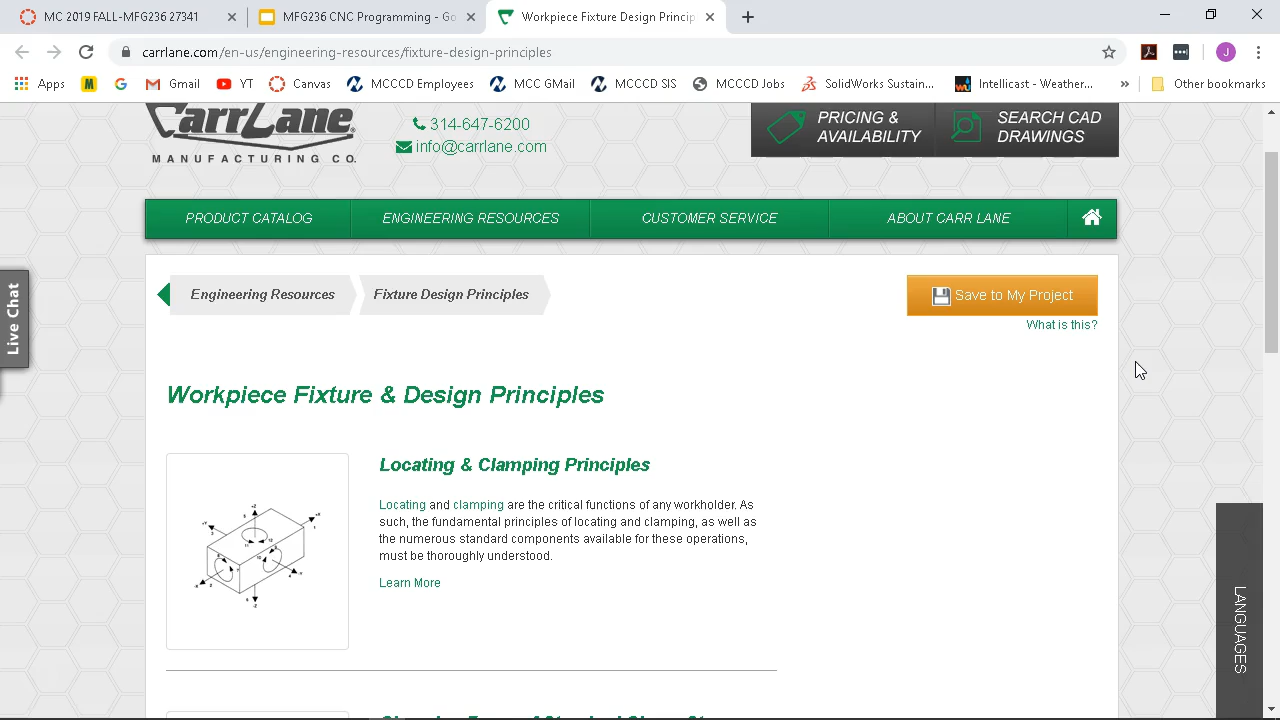 MC 2019 FALL-MFG236 27341
MFG236 CNC Programming - Go
Workpiece Fixture Design Princip
carrlane.com/en-us/engineering-resources/fixture-design-principles
J
Apps
M
Gmail
YT
Canvas
MCCCD Employees
MCC GMail
MCCCD SIS
MCCCD Jobs
SolidWorks Sustain...
Intellicast - Weather...
»
Other bookmarks
CarrLane®
MANUFACTURING CO.
314-647-6200
info@carrlane.com
PRICING &
AVAILABILITY
SEARCH CAD
DRAWINGS
PRODUCT CATALOG
ENGINEERING RESOURCES
CUSTOMER SERVICE
ABOUT CARR LANE
Live Chat
Engineering Resources
Fixture Design Principles
Save to My Project
What is this?
Workpiece Fixture & Design Principles
Locating & Clamping Principles
Locating and clamping are the critical functions of any workholder. As
such, the fundamental principles of locating and clamping, as well as
the numerous standard components available for these operations,
must be thoroughly understood.
Learn More
LANGUAGES